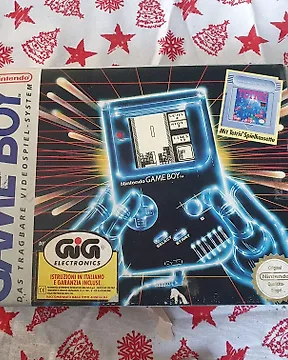 Nintendo
GAME BOY
DAS TRAGBARE VIDEOSPIEL-SYSTEM
Mit Tetris Spielkassette
Nintendo GAME BOY
GiG
ELECTRONICS
ISTRUZIONI IN ITALIANO
E GARANZIA INCLUSE.
Original
Nintendo